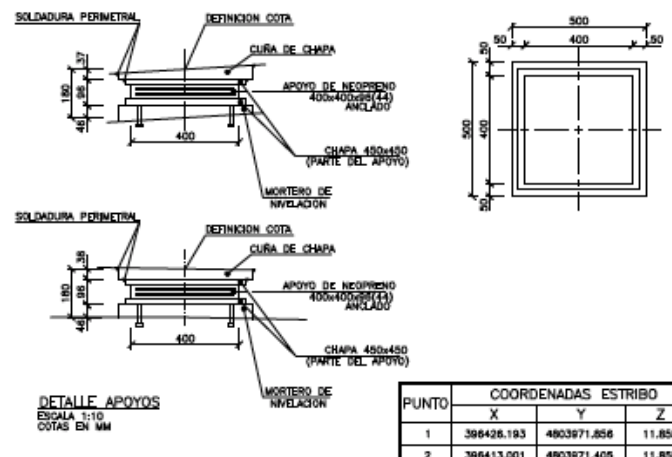 SOLDADURA PERIMETRAL
DEFINICION COTA
CUÑA DE CHAPA
APOYO DE NEOPRENO
400x400x96(44)
ANCLADO
CHAPA 450x450
(PARTE DEL APOYO)
MORTERO DE
NIVELACION
37
180
96
46
400
500
50
400
50
50
500
400
50
SOLDADURA PERIMETRAL
DEFINICION COTA
CUÑA DE CHAPA
APOYO DE NEOPRENO
400x400x96(44)
ANCLADO
CHAPA 450x450
(PARTE DEL APOYO)
MORTERO DE
NIVELACION
180
96
46
400
DETALLE APOYOS
ESCALA 1:10
COTAS EN MM
PUNTO
COORDENADAS ESTRIBO
X Y Z
1 396426.193 4803971.856
2 396413.001 4803971.405